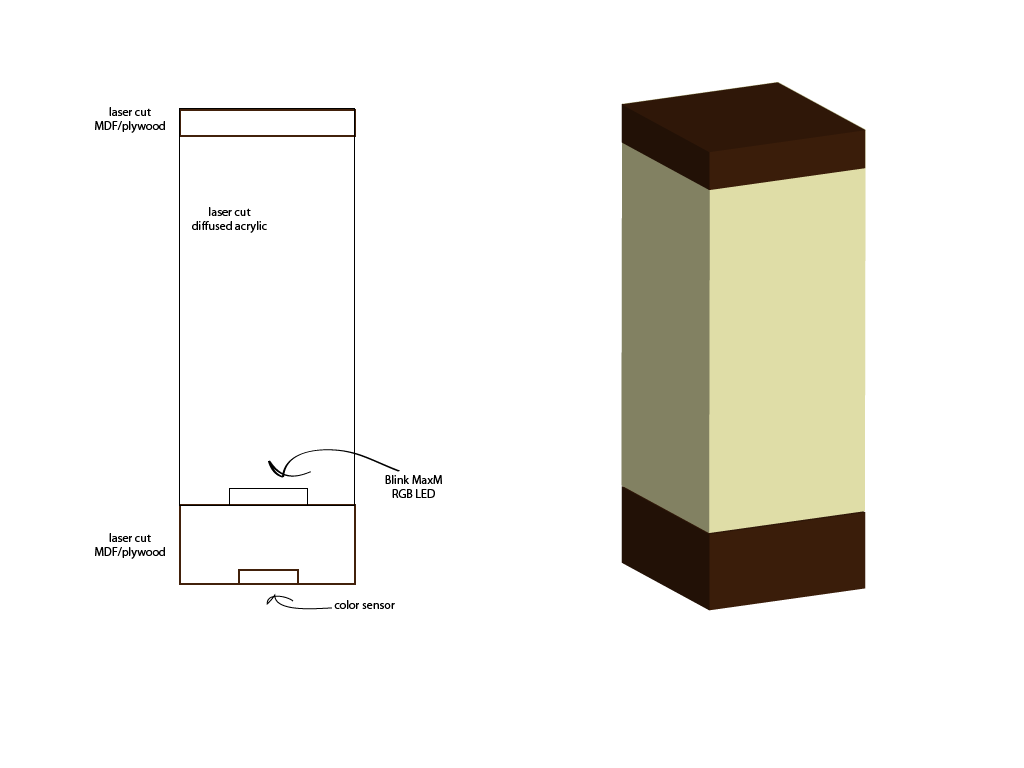 laser cut
MDF/plywood
laser cut
diffused acrylic
Blink MaxM
RGB LED
laser cut
MDF/plywood
color sensor